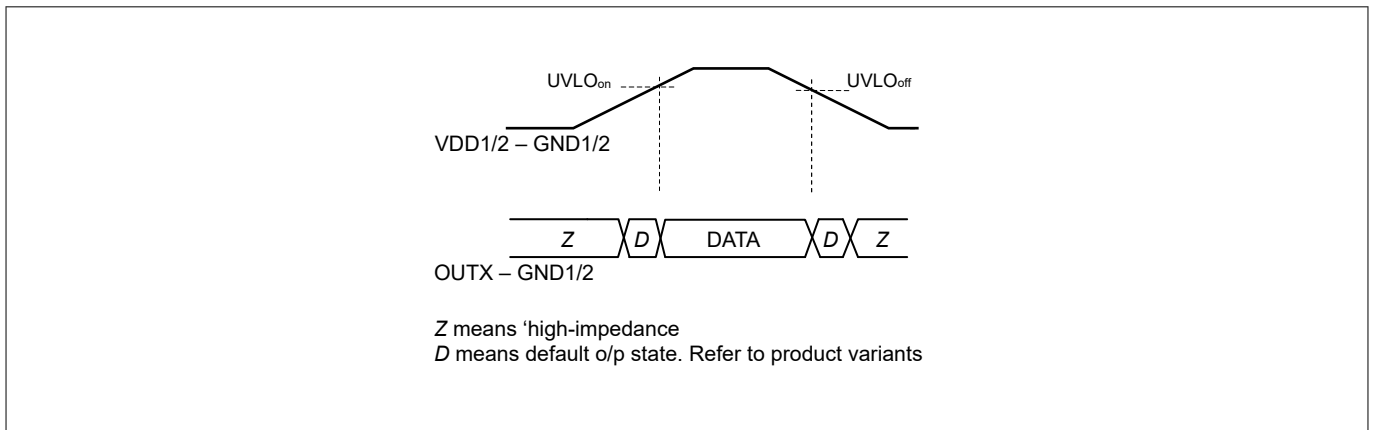 UVLOon UVLOoff
VDD1/2 – GND1/2
Z D DATA D Z
OUTX – GND1/2
Z means ‘high-impedance
D means default o/p state. Refer to product variants